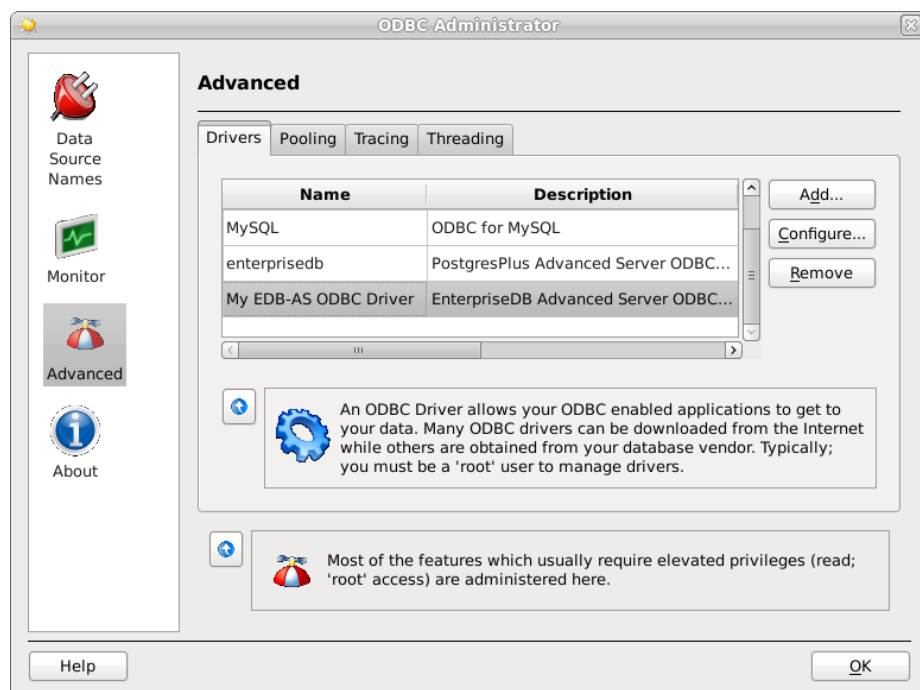 ODBC Administrator
Data
Source
Names
Monitor
Advanced
About
Advanced
Drivers Pooling Tracing Threading
Name Description
MySQL ODBC for MySQL
enterprisedb PostgresPlus Advanced Server ODBC...
My EDB-AS ODBC Driver EnterpriseDB Advanced Server ODBC...
Add...
Configure...
Remove
An ODBC Driver allows your ODBC enabled applications to get to
your data. Many ODBC drivers can be downloaded from the Internet
while others are obtained from your database vendor. Typically;
you must be a 'root' user to manage drivers.
Most of the features which usually require elevated privileges (read;
'root' access) are administered here.
Help
OK